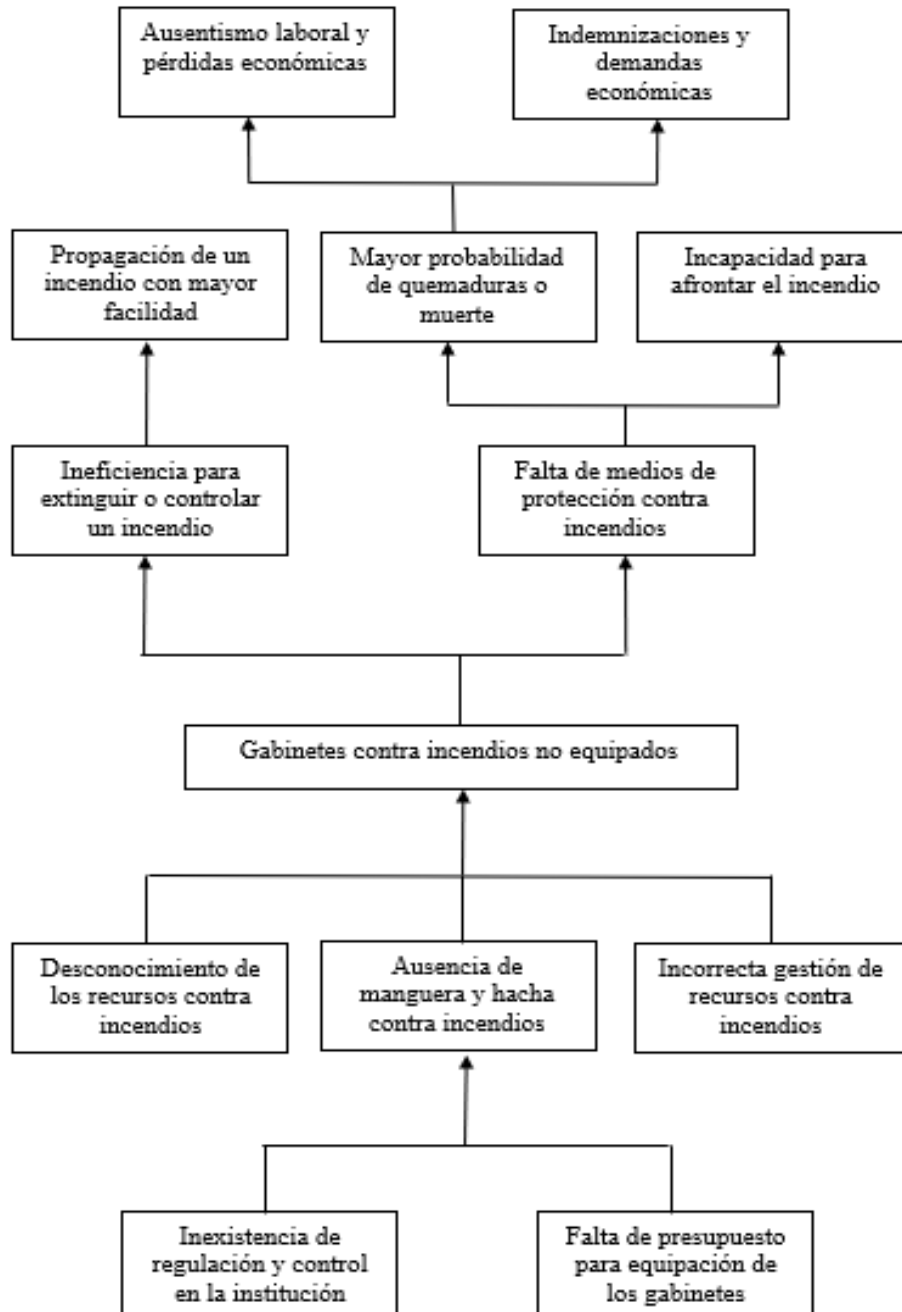 Ausentismo laboral y
pérdidas económicas
Indemnizaciones y
demandas
económicas
Propagación de un
incendio con mayor
facilidad
Mayor probabilidad
de quemaduras o
muerte
Incapacidad para
afrontar el incendio
Ineficiencia para
extinguir o controlar
un incendio
Falta de medios de
protección contra
incendios
Gabinetes contra incendios no equipados
Desconocimiento de
los recursos contra
incendios
Ausencia de
manguera y hacha
contra incendios
Incorrecta gestión de
recursos contra
incendios
Inexistencia de
regulación y control
en la institución
Falta de presupuesto
para equipación de
los gabinetes